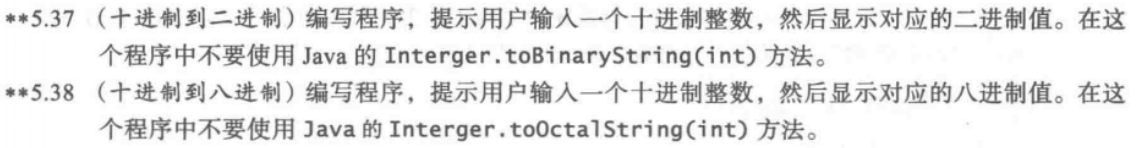 **5.37 （十进制到二进制）编写程序，提示用户输入一个十进制整数，然后显示对应的二进制值。在这
个程序中不要使用 Java 的 Interger.toBinaryString(int) 方法。
**5.38 （十进制到八进制）编写程序，提示用户输入一个十进制整数，然后显示对应的八进制值。在这
个程序中不要使用 Java 的 Interger.toOctalString(int) 方法。